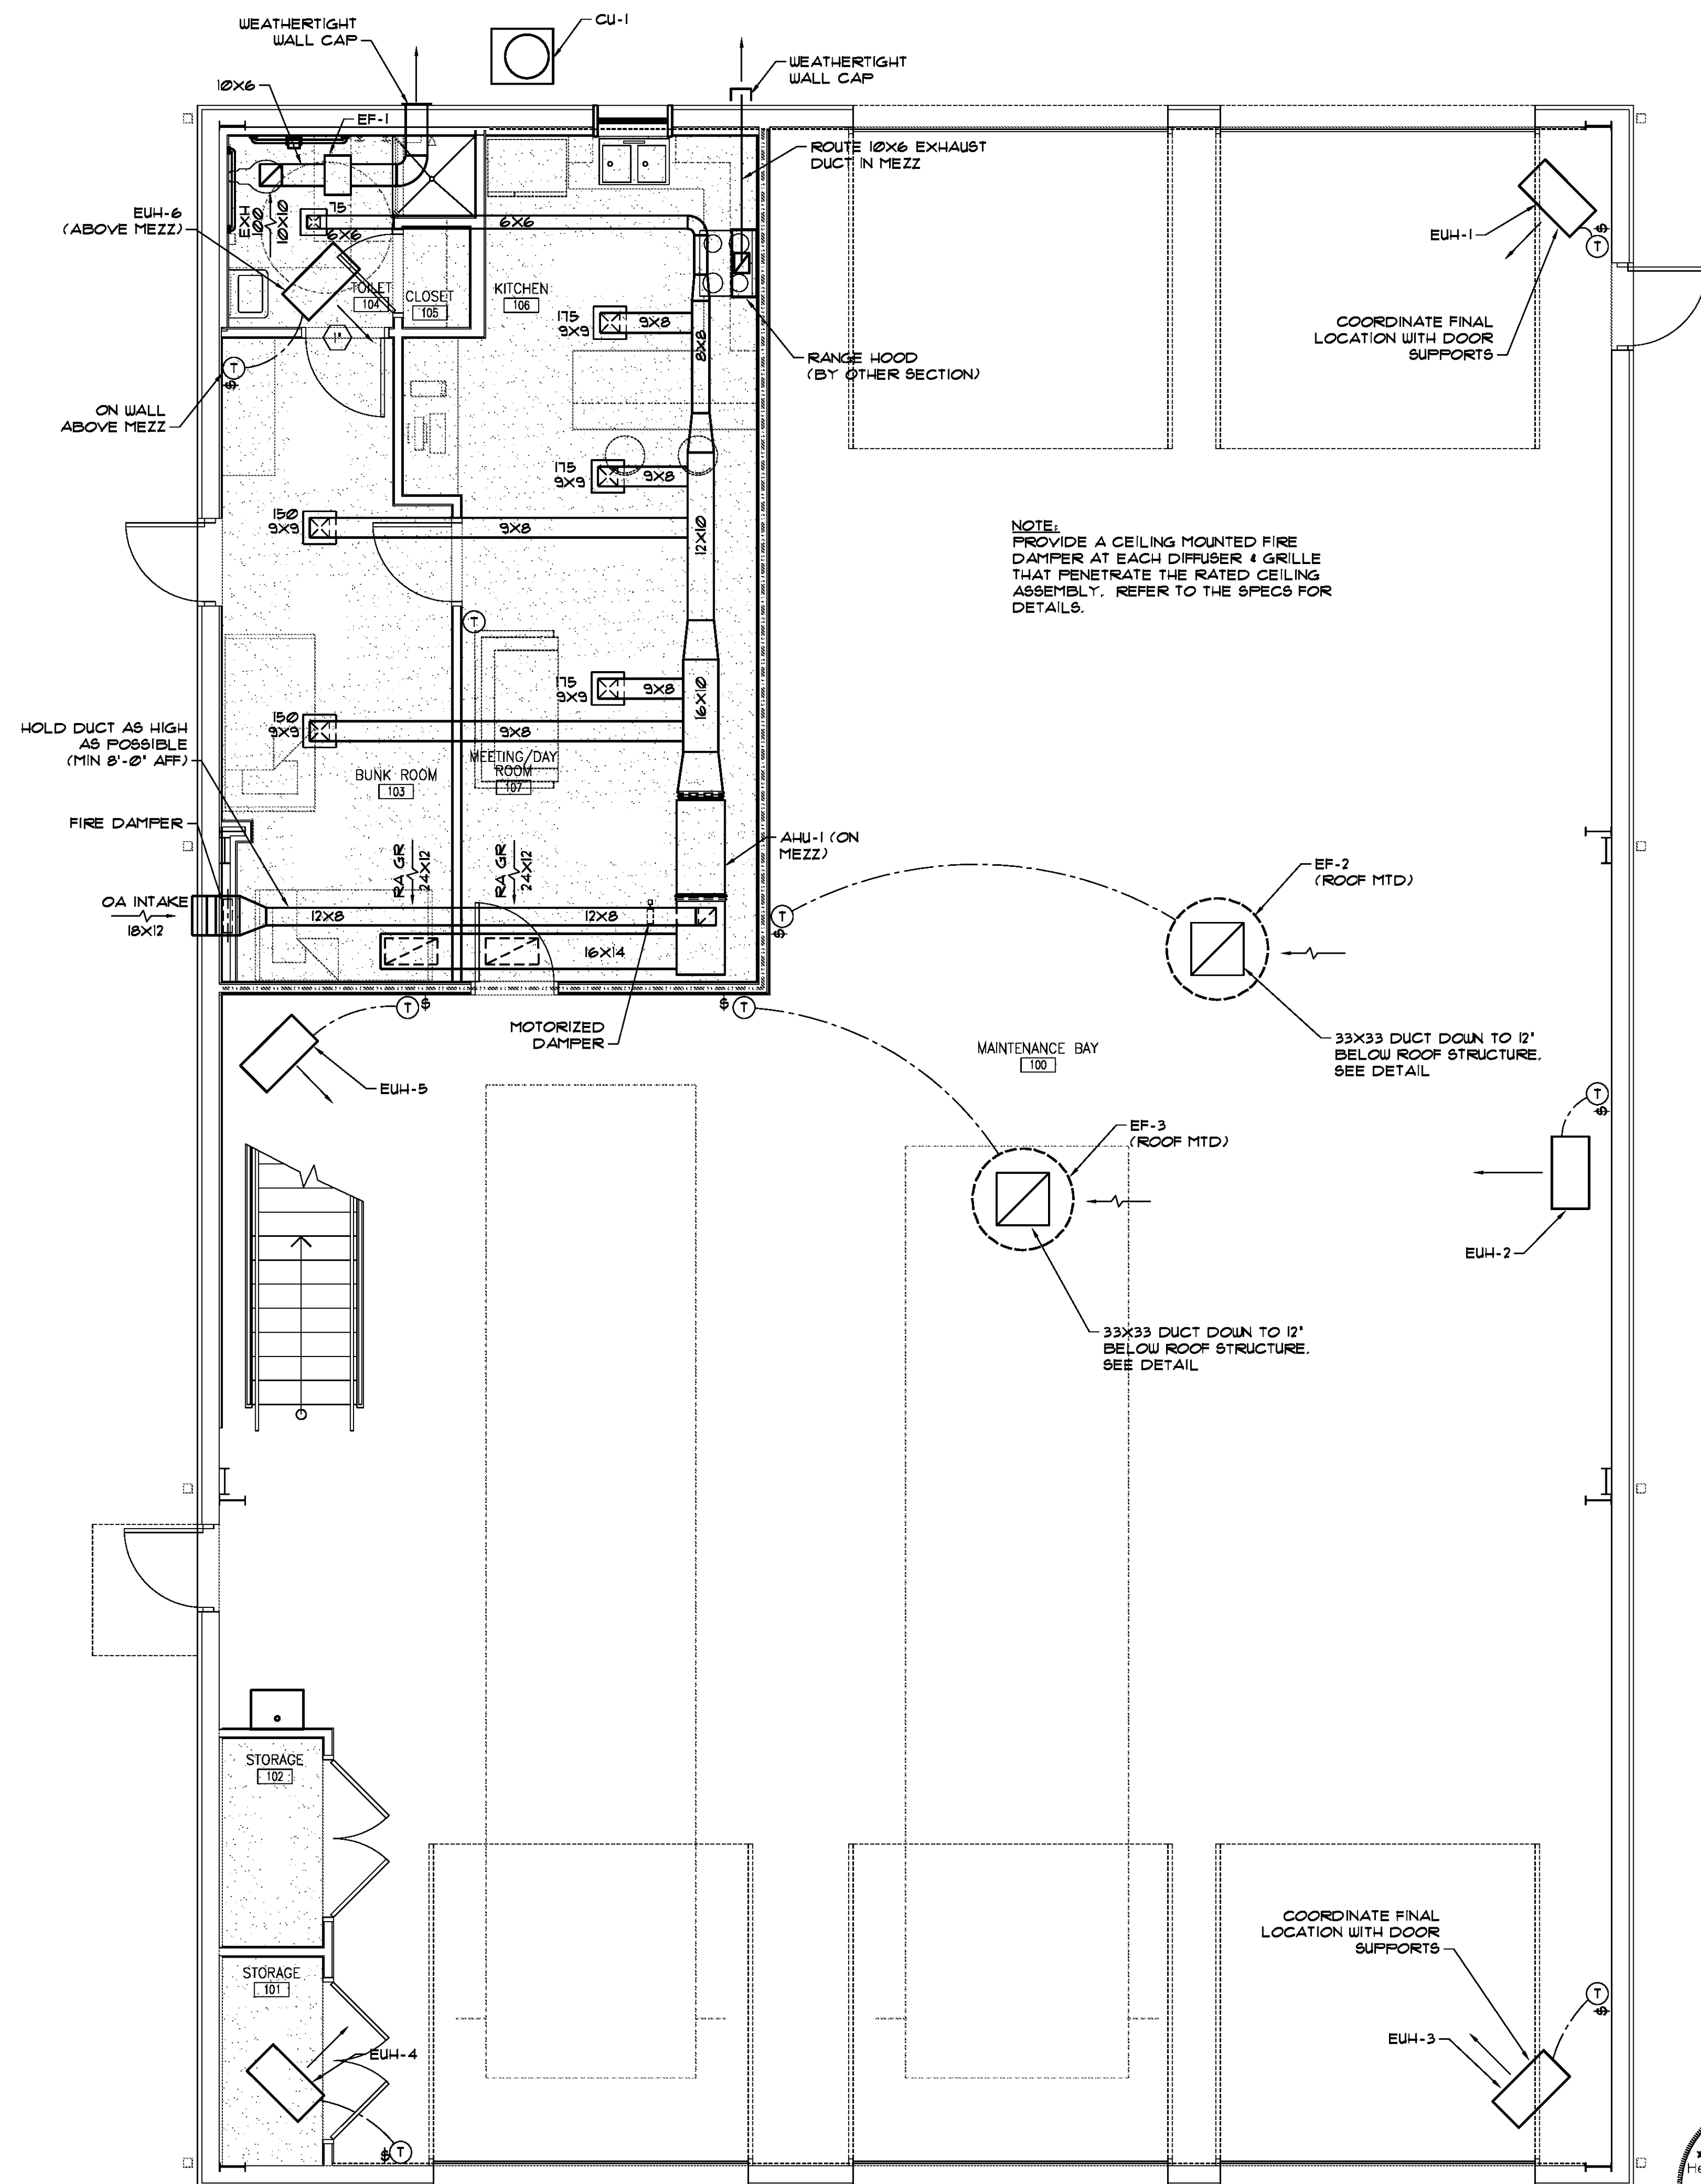 WEATHERTIGHT
WALL CAP
CU-1
WEATHERTIGHT
WALL CAP
10X6
EF-1
ROUTE 10X6 EXHAUST
DUCT IN MEZZ
EUH-6
(ABOVE MEZZ)
EXH
100
10X10
75
6X6
6X6
EUH-1
T
$
TOILET
104
CLOSET
105
KITCHEN
106
175
9X9
9X8
8X8
1"
T
$
RANGE HOOD
(BY OTHER SECTION)
COORDINATE FINAL
LOCATION WITH DOOR
SUPPORTS
ON WALL
ABOVE MEZZ
175
9X9
9X8
150
9X9
9X8
12X10
NOTE:
PROVIDE A CEILING MOUNTED FIRE
DAMPER AT EACH DIFFUSER & GRILLE
THAT PENETRATE THE RATED CEILING
ASSEMBLY. REFER TO THE SPECS FOR
DETAILS.
T
175
9X9
9X8
16X10
150
9X9
9X8
HOLD DUCT AS HIGH
AS POSSIBLE
(MIN 8'-0" AFF)
MEETING/DAY
ROOM
107
BUNK ROOM
103
FIRE DAMPER
AHU-1 (ON
MEZZ)
RA GR
24X12
RA GR
24X12
EF-2
(ROOF MTD)
OA INTAKE
18X12
12X8
12X8
T
$
16X14
T
$
$
T
MOTORIZED
DAMPER
33X33 DUCT DOWN TO 12"
BELOW ROOF STRUCTURE.
SEE DETAIL
MAINTENANCE BAY
100
EUH-5
T
$
EF-3
(ROOF MTD)
EUH-2
33X33 DUCT DOWN TO 12"
BELOW ROOF STRUCTURE.
SEE DETAIL
STORAGE
102
COORDINATE FINAL
LOCATION WITH DOOR
SUPPORTS
STORAGE
101
T
$
EUH-3
EUH-4
$
T